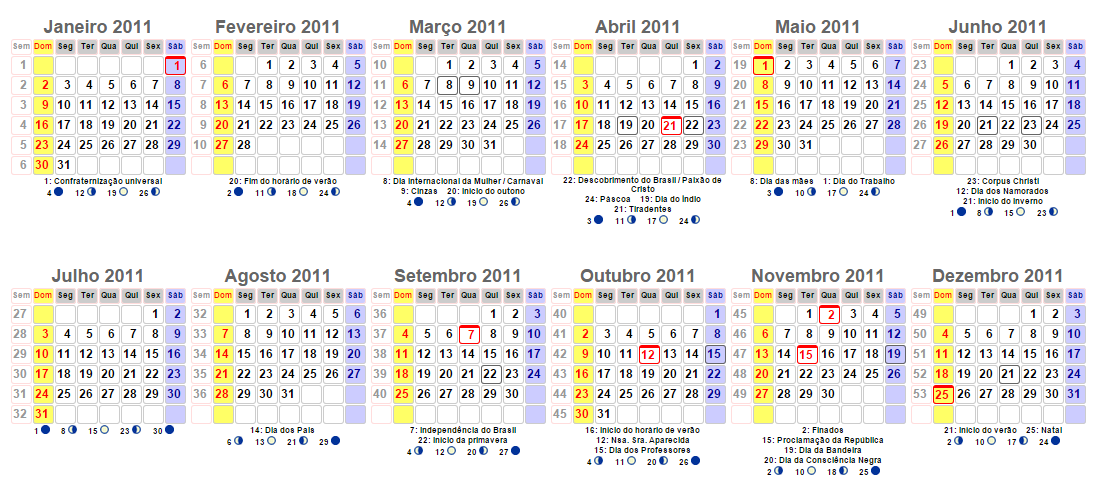 Janeiro 2011
Sem Dom Seg Ter Qua Qui Sex Sáb
1 1
2 2 3 4 5 6 7 8
3 9 10 11 12 13 14 15
4 16 17 18 19 20 21 22
5 23 24 25 26 27 28 29
6 30 31
1: Confraternização universal
4 12 19 26
Fevereiro 2011
Sem Dom Seg Ter Qua Qui Sex Sáb
6 1 2 3 4 5
7 6 7 8 9 10 11 12
8 13 14 15 16 17 18 19
9 20 21 22 23 24 25 26
10 27 28
20: Fim do horário de verão
2 11 18 24
Março 2011
Sem Dom Seg Ter Qua Qui Sex Sáb
10 1 2 3 4 5
11 6 7 8 9 10 11 12
12 13 14 15 16 17 18 19
13 20 21 22 23 24 25 26
14 27 28 29 30 31
8: Dia Internacional da Mulher / Carnaval
9: Cinzas 20: Início do outono
4 12 19 26
Abril 2011
Sem Dom Seg Ter Qua Qui Sex Sáb
14 1 2
15 3 4 5 6 7 8 9
16 10 11 12 13 14 15 16
17 17 18 19 20 21 22 23
18 24 25 26 27 28 29 30
22: Descobrimento do Brasil / Paixão de
Cristo
24: Páscoa 19: Dia do Índio
21: Tiradentes
3 11 17 24
Maio 2011
Sem Dom Seg Ter Qua Qui Sex Sáb
19 1 2 3 4 5 6 7
20 8 9 10 11 12 13 14
21 15 16 17 18 19 20 21
22 22 23 24 25 26 27 28
23 29 30 31
8: Dia das mães 1: Dia do Trabalho
3 10 17 24
Junho 2011
Sem Dom Seg Ter Qua Qui Sex Sáb
23 1 2 3 4
24 5 6 7 8 9 10 11
25 12 13 14 15 16 17 18
26 19 20 21 22 23 24 25
27 26 27 28 29 30
23: Corpus Christi
12: Dia dos Namorados
21: Início do Inverno
1 8 15 23
Julho 2011
Sem Dom Seg Ter Qua Qui Sex Sáb
27 1 2
28 3 4 5 6 7 8 9
29 10 11 12 13 14 15 16
30 17 18 19 20 21 22 23
31 24 25 26 27 28 29 30
32 31
1 8 15 23 30
Agosto 2011
Sem Dom Seg Ter Qua Qui Sex Sáb
32 1 2 3 4 5 6
33 7 8 9 10 11 12 13
34 14 15 16 17 18 19 20
35 21 22 23 24 25 26 27
36 28 29 30 31
14: Dia dos Pais
6 13 21 29
Setembro 2011
Sem Dom Seg Ter Qua Qui Sex Sáb
36 1 2 3
37 4 5 6 7 8 9 10
38 11 12 13 14 15 16 17
39 18 19 20 21 22 23 24
40 25 26 27 28 29 30
7: Independência do Brasil
22: Início da primavera
4 12 20 27
Outubro 2011
Sem Dom Seg Ter Qua Qui Sex Sáb
40 1
41 2 3 4 5 6 7 8
42 9 10 11 12 13 14 15
43 16 17 18 19 20 21 22
44 23 24 25 26 27 28 29
45 30 31
16: Início do horário de verão
12: Nsa. Sra. Aparecida
15: Dia dos Professores
4 11 20 26
Novembro 2011
Sem Dom Seg Ter Qua Qui Sex Sáb
45 1 2 3 4 5
46 6 7 8 9 10 11 12
47 13 14 15 16 17 18 19
48 20 21 22 23 24 25 26
49 27 28 29 30
2: Finados
15: Proclamação da República
19: Dia da Bandeira
20: Dia da Consciência Negra
2 10 18 25
Dezembro 2011
Sem Dom Seg Ter Qua Qui Sex Sáb
49 1 2 3
50 4 5 6 7 8 9 10
51 11 12 13 14 15 16 17
52 18 19 20 21 22 23 24
53 25 26 27 28 29 30 31
21: Início do verão 25: Natal
2 10 17 24